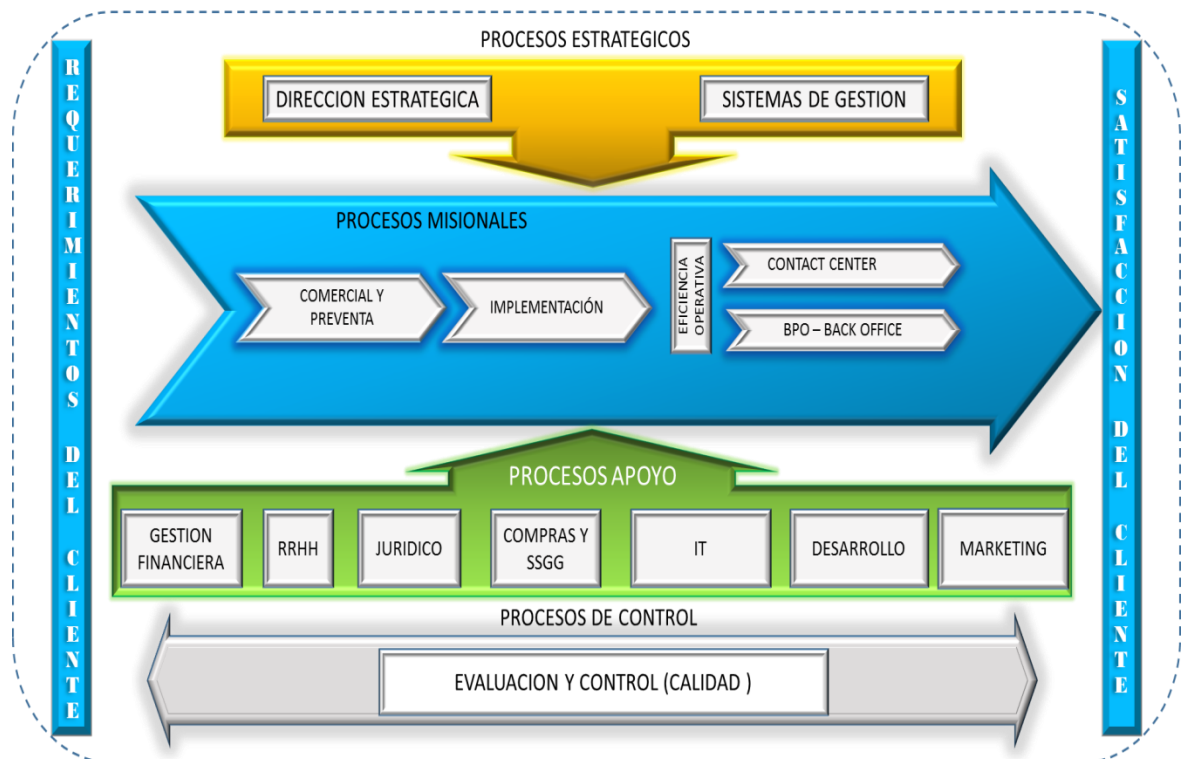 PROCESOS ESTRATEGICOS
DIRECCION ESTRATEGICA
SISTEMAS DE GESTION
REQUERIMIENTOS DEL CLIENTE
PROCESOS MISIONALES
COMERCIAL Y
PREVENTA
IMPLEMENTACIÓN
EFICIENCIA
OPERATIVA
CONTACT CENTER
BPO – BACK OFFICE
SATISFACCION DEL CLIENTE
PROCESOS APOYO
GESTION
FINANCIERA
RRHH
JURIDICO
COMPRAS Y
SSGG
IT
DESARROLLO
MARKETING
PROCESOS DE CONTROL
EVALUACION Y CONTROL (CALIDAD )